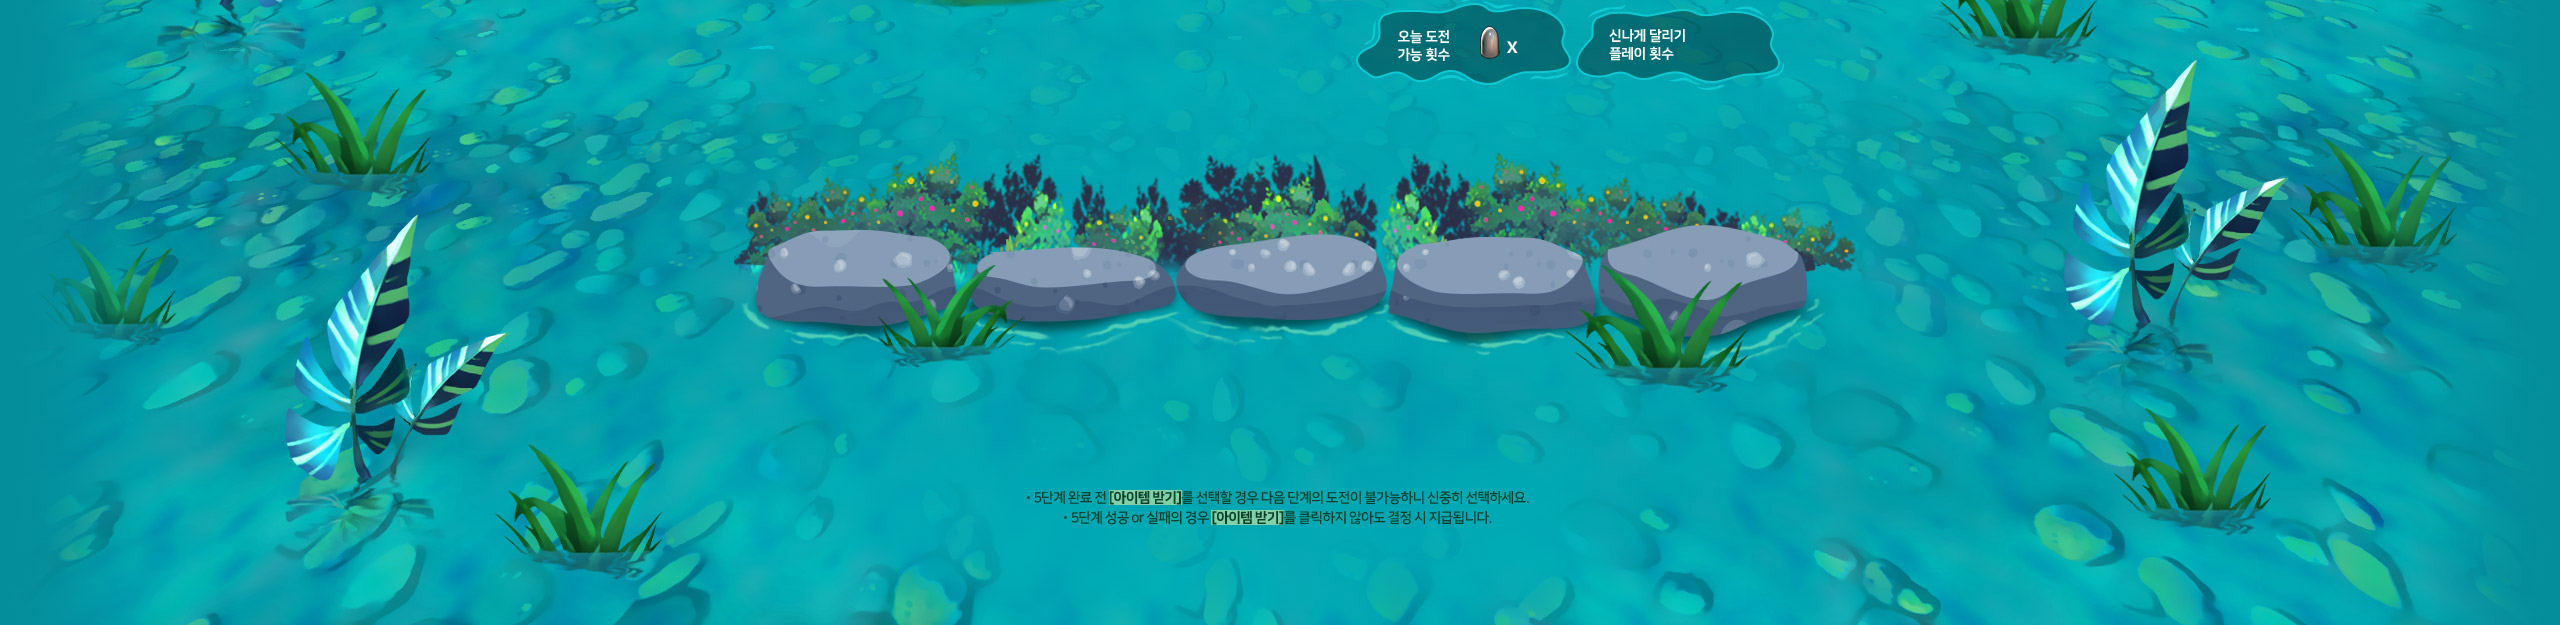 오늘 도전
가능 횟수
X
신나게 달리기
플레이 횟수
• 5단계 완료 전 [아이템 받기]를 선택할 경우 다음 단계의 도전이 불가능하니 신중히 선택하세요.
• 5단계 성공 or 실패의 경우 [아이템 받기]를 클릭하지 않아도 결정 시 지급됩니다.